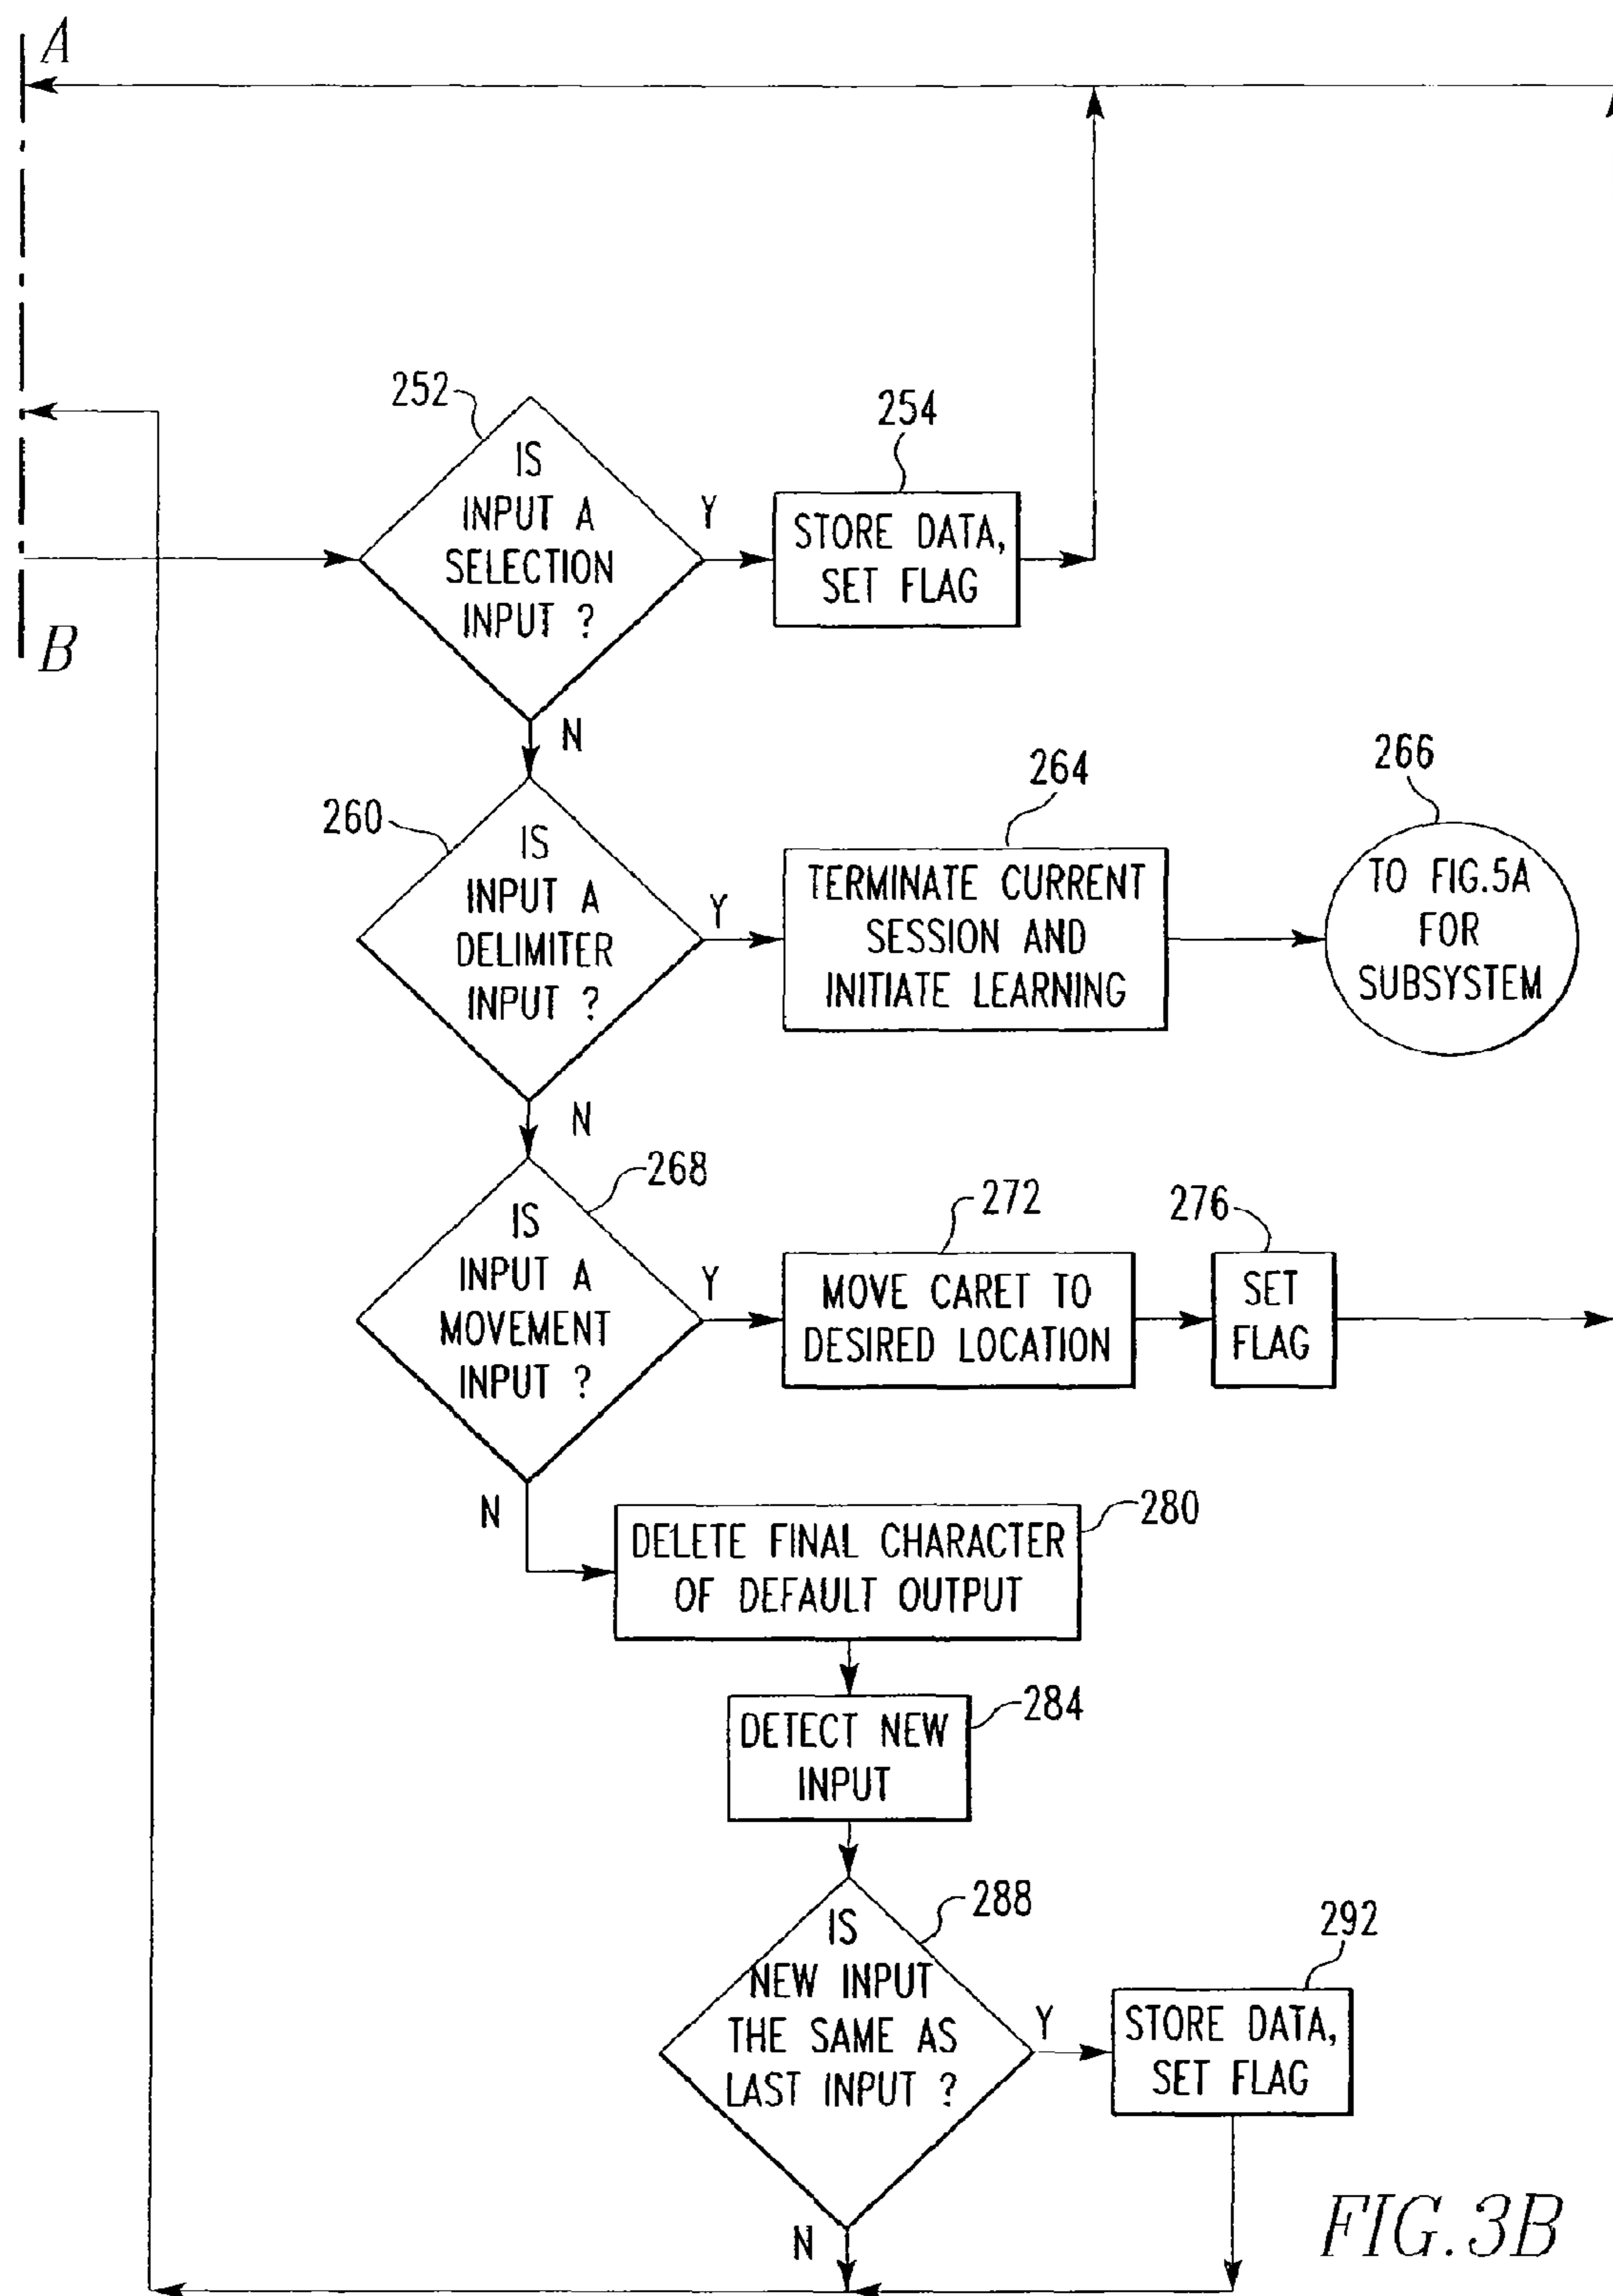 A
252
IS
INPUT A
SELECTION
INPUT ?
Y
254
STORE DATA,
SET FLAG
B
N
260
IS
INPUT A
DELIMITER
INPUT ?
Y
264
TERMINATE CURRENT
SESSION AND
INITIATE LEARNING
266
TO FIG.5A
FOR
SUBSYSTEM
N
268
IS
INPUT A
MOVEMENT
INPUT ?
Y
272
MOVE CARET TO
DESIRED LOCATION
276
SET
FLAG
N
280
DELETE FINAL CHARACTER
OF DEFAULT OUTPUT
284
DETECT NEW
INPUT
288
IS
NEW INPUT
THE SAME AS
LAST INPUT ?
Y
292
STORE DATA,
SET FLAG
N
FIG.3B